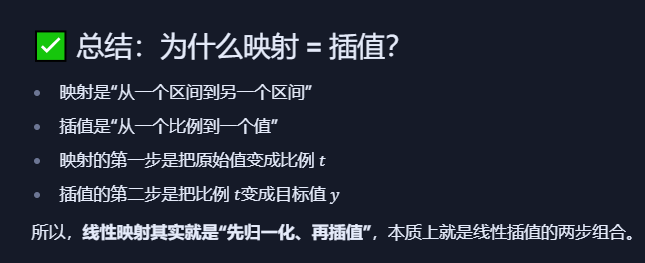 ✅ 总结：为什么映射 = 插值？
• 映射是“从一个区间到另一个区间”
• 插值是“从一个比例到一个值”
• 映射的第一步是把原始值变成比例 t
• 插值的第二步是把比例 t变成目标值 y
所以，线性映射其实就是“先归一化、再插值”，本质上就是线性插值的两步组合。